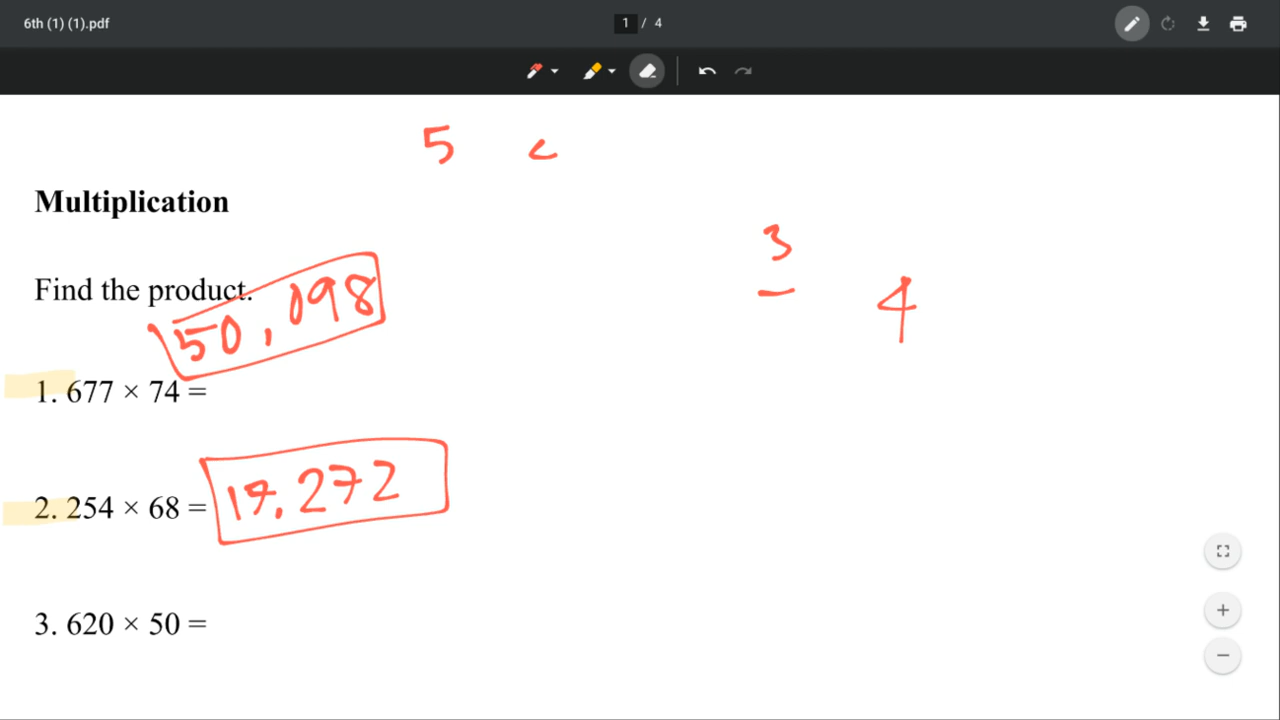 6th (1) (1).pdf
1 / 4
5
Multiplication
3
Find the product.
4
50,098
1. 677 × 74 =
2. 254 × 68 = 17,272
3. 620 × 50 =